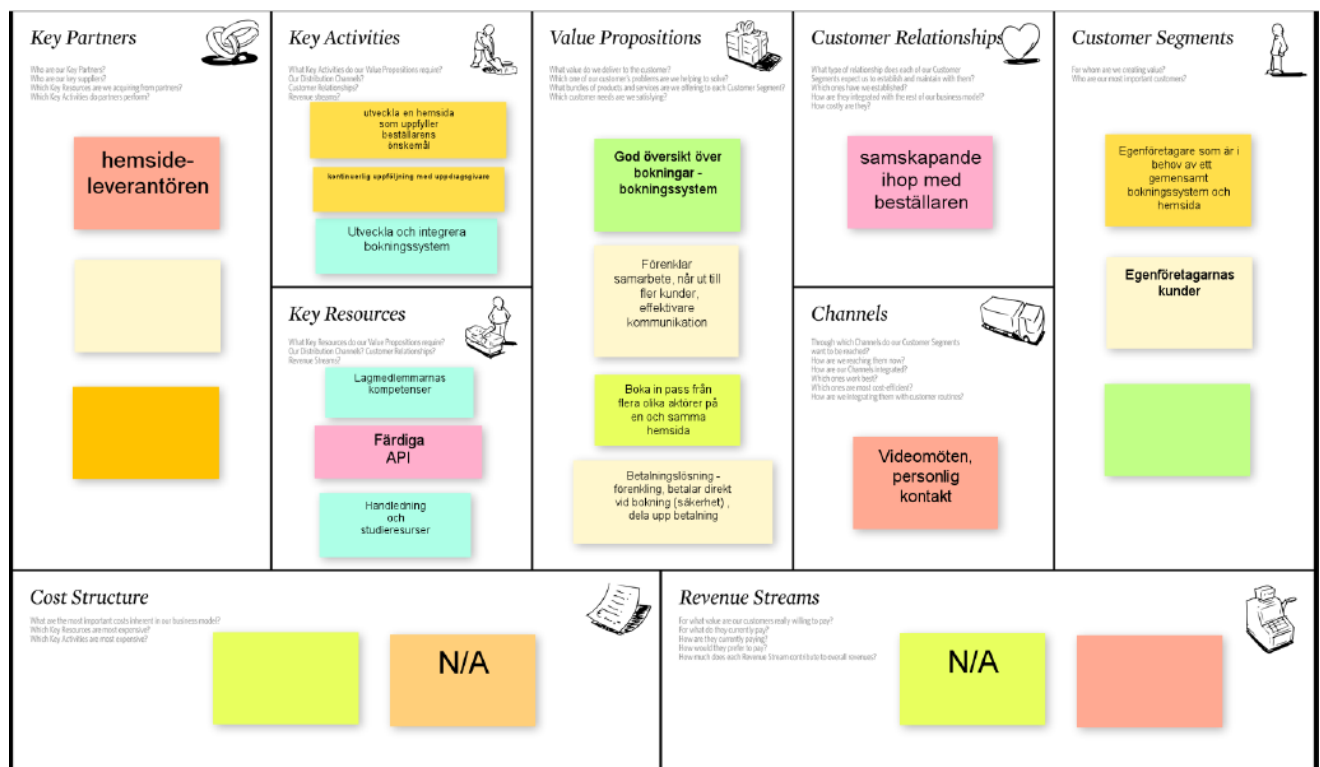 Key Partners
Who are our Key Partners?
Who are our key suppliers?
Which Key Resources are we acquiring from partners?
Which Key Activities do partners perform?
hemside-
leverantören
Key Activities
What Key Activities do our Value Propositions require?
Our Distribution Channels?
Customer Relationships?
Revenue streams?
utveckla en hemsida
som uppfyller
beställarens
önskemål
kontinuerlig uppföljning med uppdragsgivare
Utveckla och integrera
bokningssystem
Key Resources
What Key Resources do our Value Propositions require?
Our Distribution Channels? Customer Relationships?
Revenue Streams?
Lagmedlemmarnas
kompetenser
Färdiga
API
Handledning
och
studieresurser
Value Propositions
What value do we deliver to the customer?
Which one of our customer's problems are we helping to solve?
What bundles of products and services are we offering to each Customer Segment?
Which customer needs are we satisfying?
God översikt över
bokningar -
bokningssystem
Förenklar
samarbete, når ut till
fler kunder,
effektivare
kommunikation
Boka in pass från
flera olika aktörer på
en och samma
hemsida
Betalningslösning -
förenkling, betalar direkt
vid bokning (säkerhet) ,
dela upp betalning
Customer Relationships
What type of relationship does each of our Customer
Segments expect us to establish and maintain with them?
Which ones have we established?
How are they integrated with the rest of our business model?
How costly are they?
samskapande
ihop med
beställaren
Channels
Through which Channels do our Customer Segments
want to be reached?
How are we reaching them now?
How are our Channels integrated?
Which ones work best?
Which ones are most cost-efficient?
How are we integrating them with customer routines?
Videomöten,
personlig
kontakt
Customer Segments
For whom are we creating value?
Who are our most important customers?
Egenföretagare som är i
behov av ett
gemensamt
bokningssystem och
hemsida
Egenföretagarnas
kunder
Cost Structure
What are the most important costs inherent in our business model?
Which Key Resources are most expensive?
Which Key Activities are most expensive?
N/A
Revenue Streams
For what value are our customers really willing to pay?
For what do they currently pay?
How are they currently paying?
How would they prefer to pay?
How much does each Revenue Stream contribute to overall revenues?
N/A